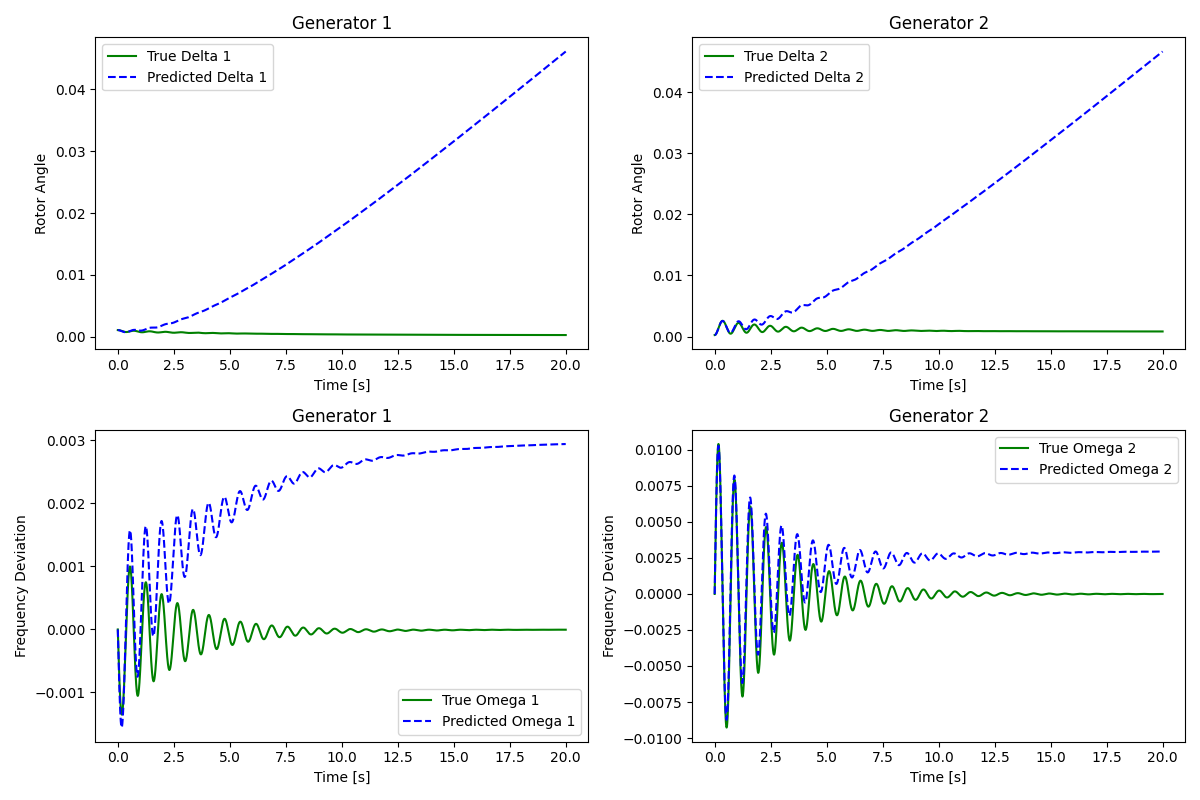 Generator 1
True Delta 1
Predicted Delta 1
Rotor Angle
0.04
0.03
0.02
0.01
0.00
0.0 2.5 5.0 7.5 10.0 12.5 15.0 17.5 20.0
Time [s]
Generator 2
True Delta 2
Predicted Delta 2
Rotor Angle
0.04
0.03
0.02
0.01
0.00
0.0 2.5 5.0 7.5 10.0 12.5 15.0 17.5 20.0
Time [s]
Generator 1
Frequency Deviation
0.003
0.002
0.001
0.000
−0.001
True Omega 1
Predicted Omega 1
0.0 2.5 5.0 7.5 10.0 12.5 15.0 17.5 20.0
Time [s]
Generator 2
True Omega 2
Predicted Omega 2
Frequency Deviation
0.0100
0.0075
0.0050
0.0025
0.0000
−0.0025
−0.0050
−0.0075
−0.0100
0.0 2.5 5.0 7.5 10.0 12.5 15.0 17.5 20.0
Time [s]